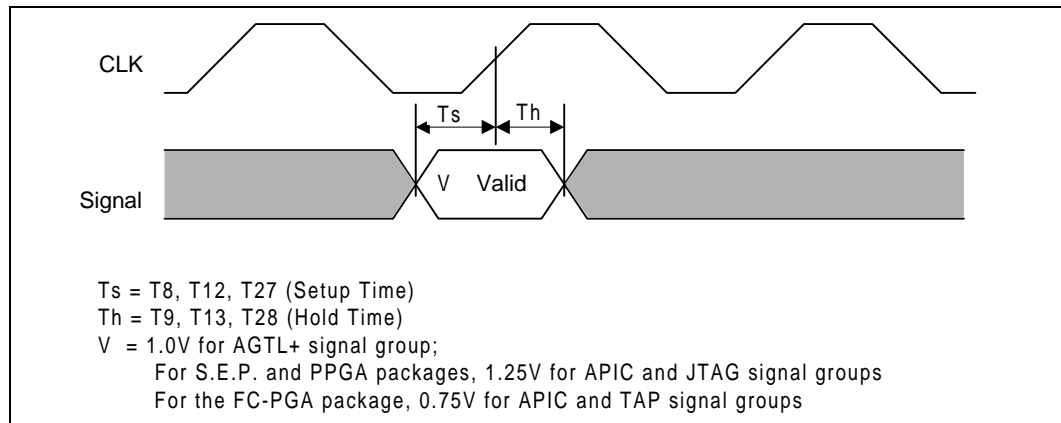 CLK
Ts Th
V Valid
Signal
Ts = T8, T12, T27 (Setup Time)
Th = T9, T13, T28 (Hold Time)
V = 1.0V for AGTL+ signal group;
For S.E.P. and PPGA packages, 1.25V for APIC and JTAG signal groups
For the FC-PGA package, 0.75V for APIC and TAP signal groups